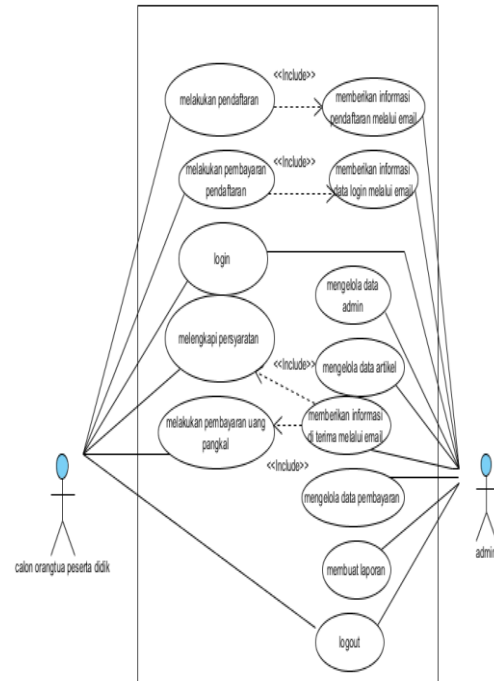 <<Include>>
melakukan pendaftaran
memberikan informasi
pendaftaran melalui email
melakukan pembayaran
pendaftaran
<<Include>>
memberikan informasi
data login melalui email
login
mengelola data
admin
melengkapi persyaratan
<<Include>>
mengelola data artikel
melakukan pembayaran uang
pangkal
memberikan informasi
di terima melalui email
<<Include>>
mengelola data pembayaran
calon orangtua peserta didik
admin
membuat laporan
logout